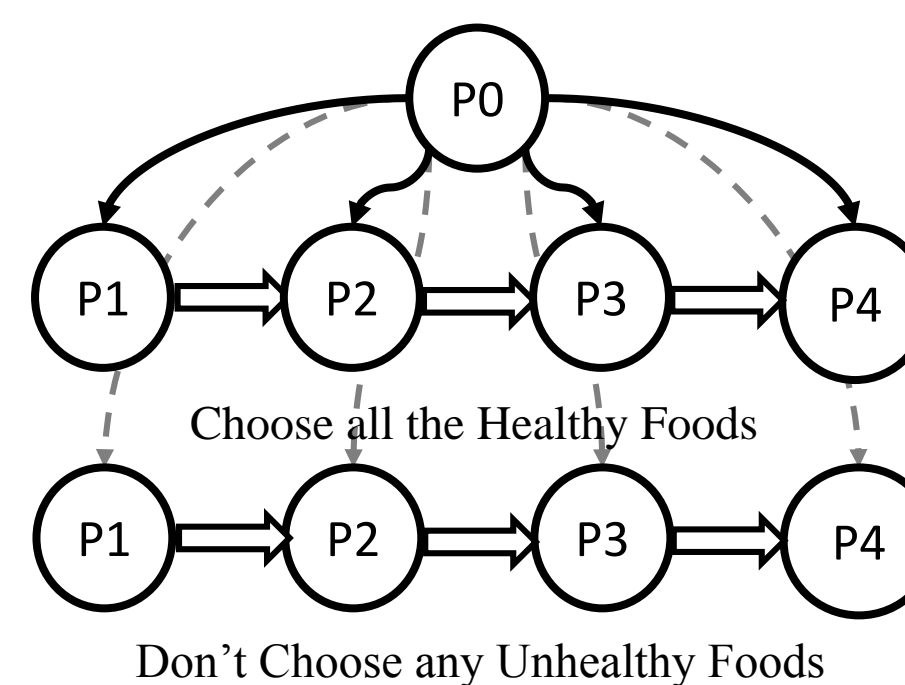 P0
P1 P2 P3 P4
Choose all the Healthy Foods
P1 P2 P3 P4
Don’t Choose any Unhealthy Foods